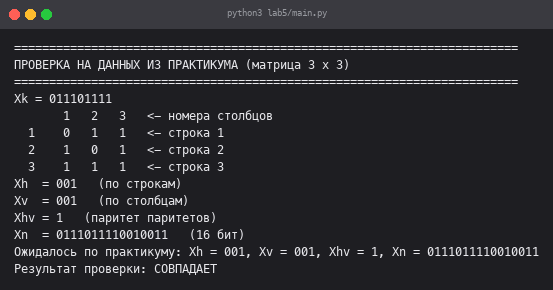 python3 lab5/main.py
========================================================================
ПРОВЕРКА НА ДАННЫХ ИЗ ПРАКТИКУМА (матрица 3 x 3)
========================================================================
Xk = 011101111
       1   2   3   <— номера столбцов
  1    0   1   1   <— строка 1
  2    1   0   1   <— строка 2
  3    1   1   1   <— строка 3
Xh  = 001   (по строкам)
Xv  = 001   (по столбцам)
Xhv = 1   (паритет паритетов)
Xn  = 0111011110010011   (16 бит)
Ожидалось по практикуму: Xh = 001, Xv = 001, Xhv = 1, Xn = 0111011110010011
Результат проверки: СОВПАДАЕТ